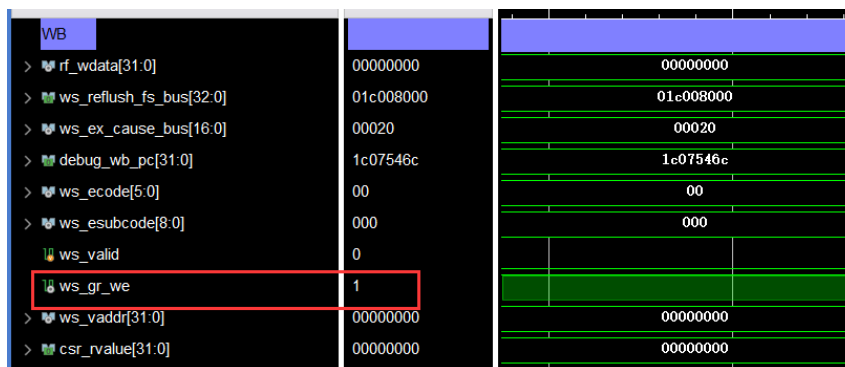 WB
rf_wdata[31:0] 00000000 00000000
ws_reflush_fs_bus[32:0] 01c008000 01c008000
ws_ex_cause_bus[16:0] 00020 00020
debug_wb_pc[31:0] 1c07546c 1c07546c
ws_ecode[5:0] 00 00
ws_esubcode[8:0] 000 000
ws_valid 0
ws_gr_we 1
ws_vaddr[31:0] 00000000 00000000
csr_rvalue[31:0] 00000000 00000000